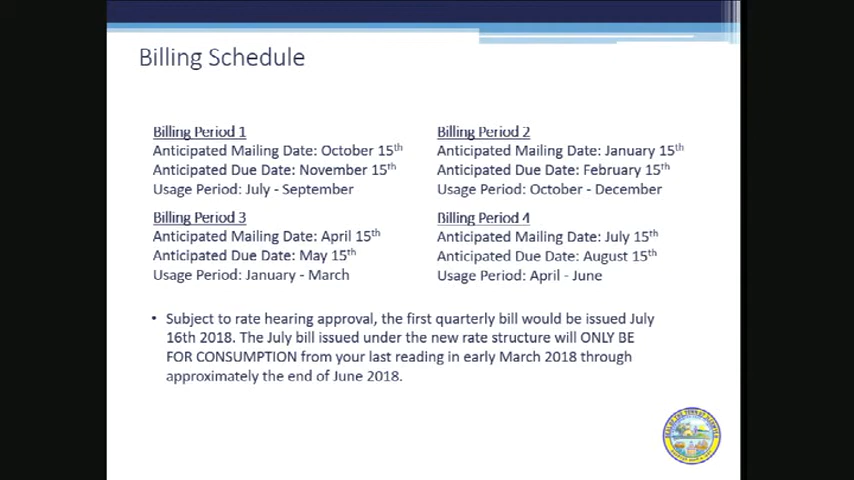 Billing Schedule
Billing Period 1
Anticipated Mailing Date: October 15th
Anticipated Due Date: November 15th
Usage Period: July - September
Billing Period 2
Anticipated Mailing Date: January 15th
Anticipated Due Date: February 15th
Usage Period: October - December
Billing Period 3
Anticipated Mailing Date: April 15th
Anticipated Due Date: May 15th
Usage Period: January - March
Billing Period 4
Anticipated Mailing Date: July 15th
Anticipated Due Date: August 15th
Usage Period: April - June
• Subject to rate hearing approval, the first quarterly bill would be issued July
16th 2018. The July bill issued under the new rate structure will ONLY BE
FOR CONSUMPTION from your last reading in early March 2018 through
approximately the end of June 2018.